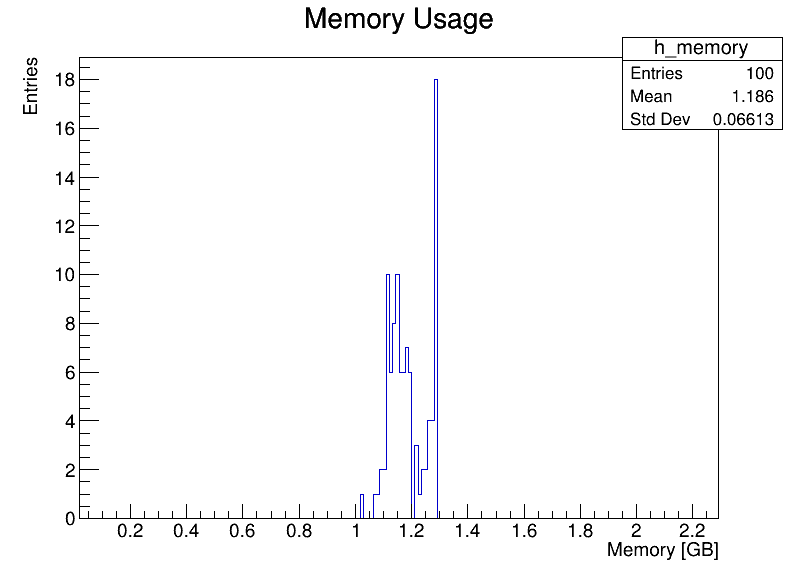 Memory Usage
h_memory
Entries 100
Mean 1.186
Std Dev 0.06613
Entries
18
16
14
12
10
8
6
4
2
0
0.2 0.4 0.6 0.8 1 1.2 1.4 1.6 1.8 2 2.2
Memory [GB]